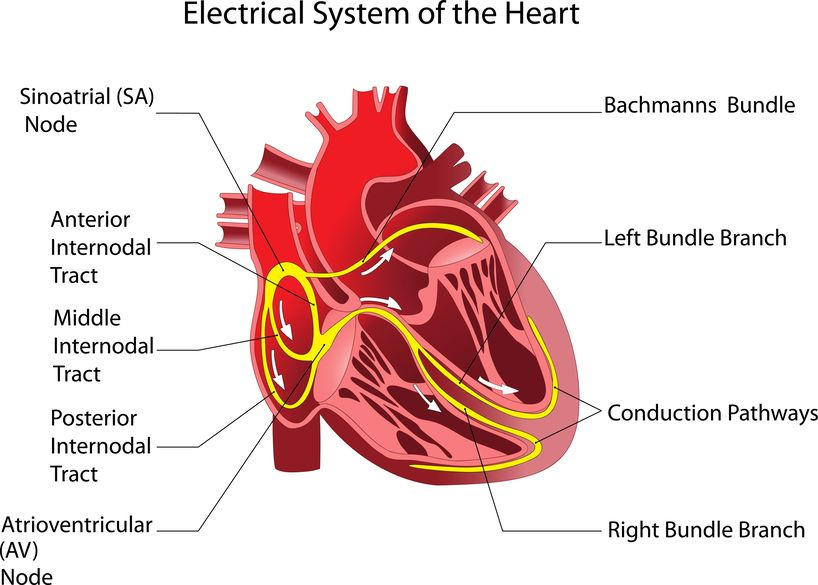 Electrical System of the Heart
Sinoatrial (SA)
Node
Anterior
Internodal
Tract
Middle
Internodal
Tract
Posterior
Internodal
Tract
Atrioventricular
(AV)
Node
Bachmanns Bundle
Left Bundle Branch
Conduction Pathways
Right Bundle Branch